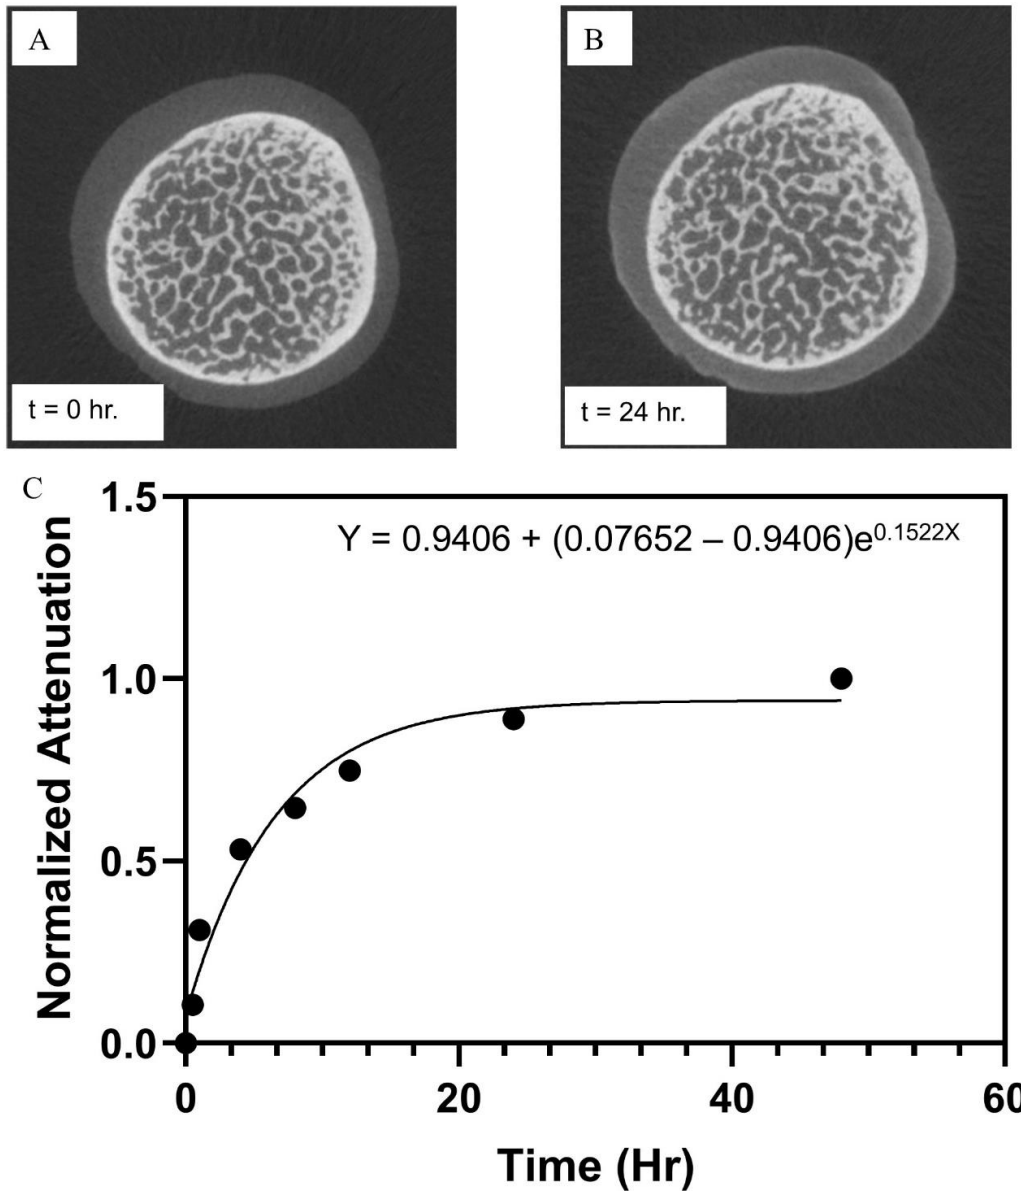 A
B
t = 0 hr.
t = 24 hr.
C
Y = 0.9406 + (0.07652 – 0.9406)e^0.1522X
1.5
1.0
0.5
0.0
Normalized Attenuation
0 20 40 60
Time (Hr)